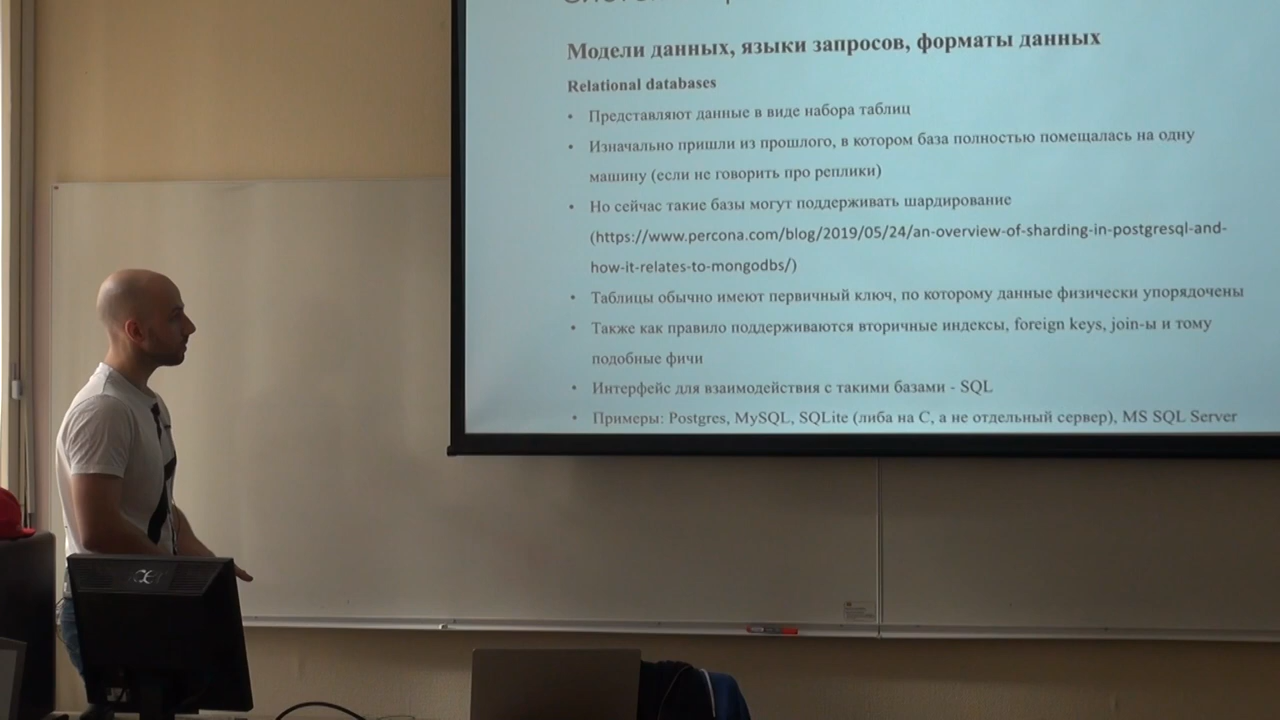 Модели данных, языки запросов, форматы данных
Relational databases
• Представляют данные в виде набора таблиц
• Изначально пришли из прошлого, в котором база полностью помещалась на одну
машину (если не говорить про реплики)
• Но сейчас такие базы могут поддерживать шардирование
(https://www.percona.com/blog/2019/05/24/an-overview-of-sharding-in-postgresql-and-
how-it-relates-to-mongodbs/)
• Таблицы обычно имеют первичный ключ, по которому данные физически упорядочены
• Также как правило поддерживаются вторичные индексы, foreign keys, join-ы и тому
подобные фичи
• Интерфейс для взаимодействия с такими базами - SQL
• Примеры: Postgres, MySQL, SQLite (либа на C, а не отдельный сервер), MS SQL Server
acer